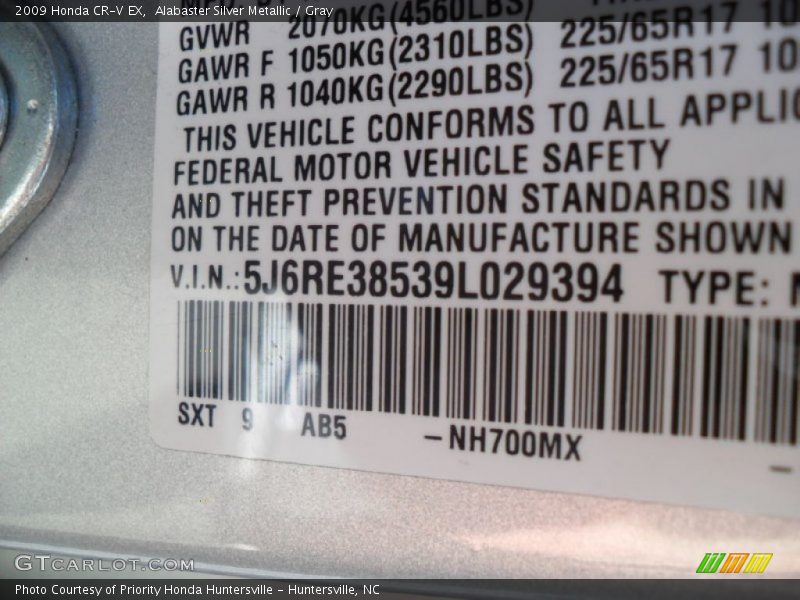 2009 Honda CR-V EX,  Alabaster Silver Metallic / Gray
GVWR 2070KG(4560LBS)
GAWR F 1050KG(2310LBS) 225/65R17 10
GAWR R 1040KG(2290LBS) 225/65R17 10
THIS VEHICLE CONFORMS TO ALL APPLIC
FEDERAL MOTOR VEHICLE SAFETY
AND THEFT PREVENTION STANDARDS IN
ON THE DATE OF MANUFACTURE SHOWN
V.I.N.:5J6RE38539L029394 TYPE:
SXT 9 AB5 –NH700MX –
GTCARLOT.COM
Photo Courtesy of Priority Honda Huntersville – Huntersville, NC